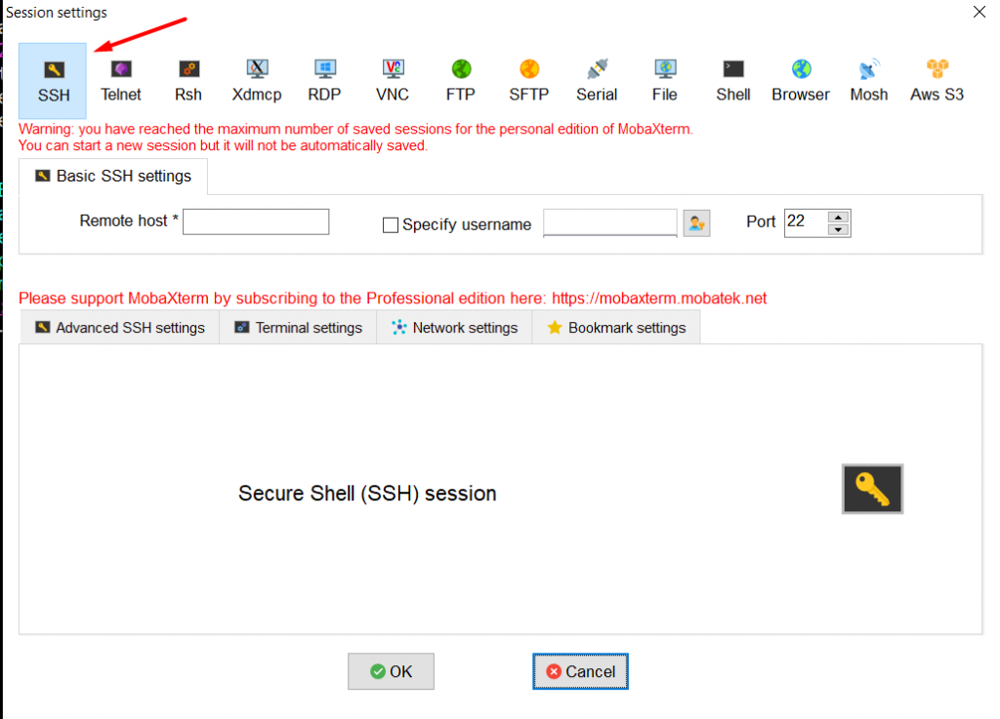 Session settings
SSH Telnet Rsh Xdmcp RDP VNC FTP SFTP Serial File Shell Browser Mosh Aws S3
Warning: you have reached the maximum number of saved sessions for the personal edition of MobaXterm.
You can start a new session but it will not be automatically saved.
Basic SSH settings
Remote host * Specify username Port 22
Please support MobaXterm by subscribing to the Professional edition here: https://mobaxterm.mobatek.net
Advanced SSH settings Terminal settings Network settings Bookmark settings
Secure Shell (SSH) session
OK Cancel